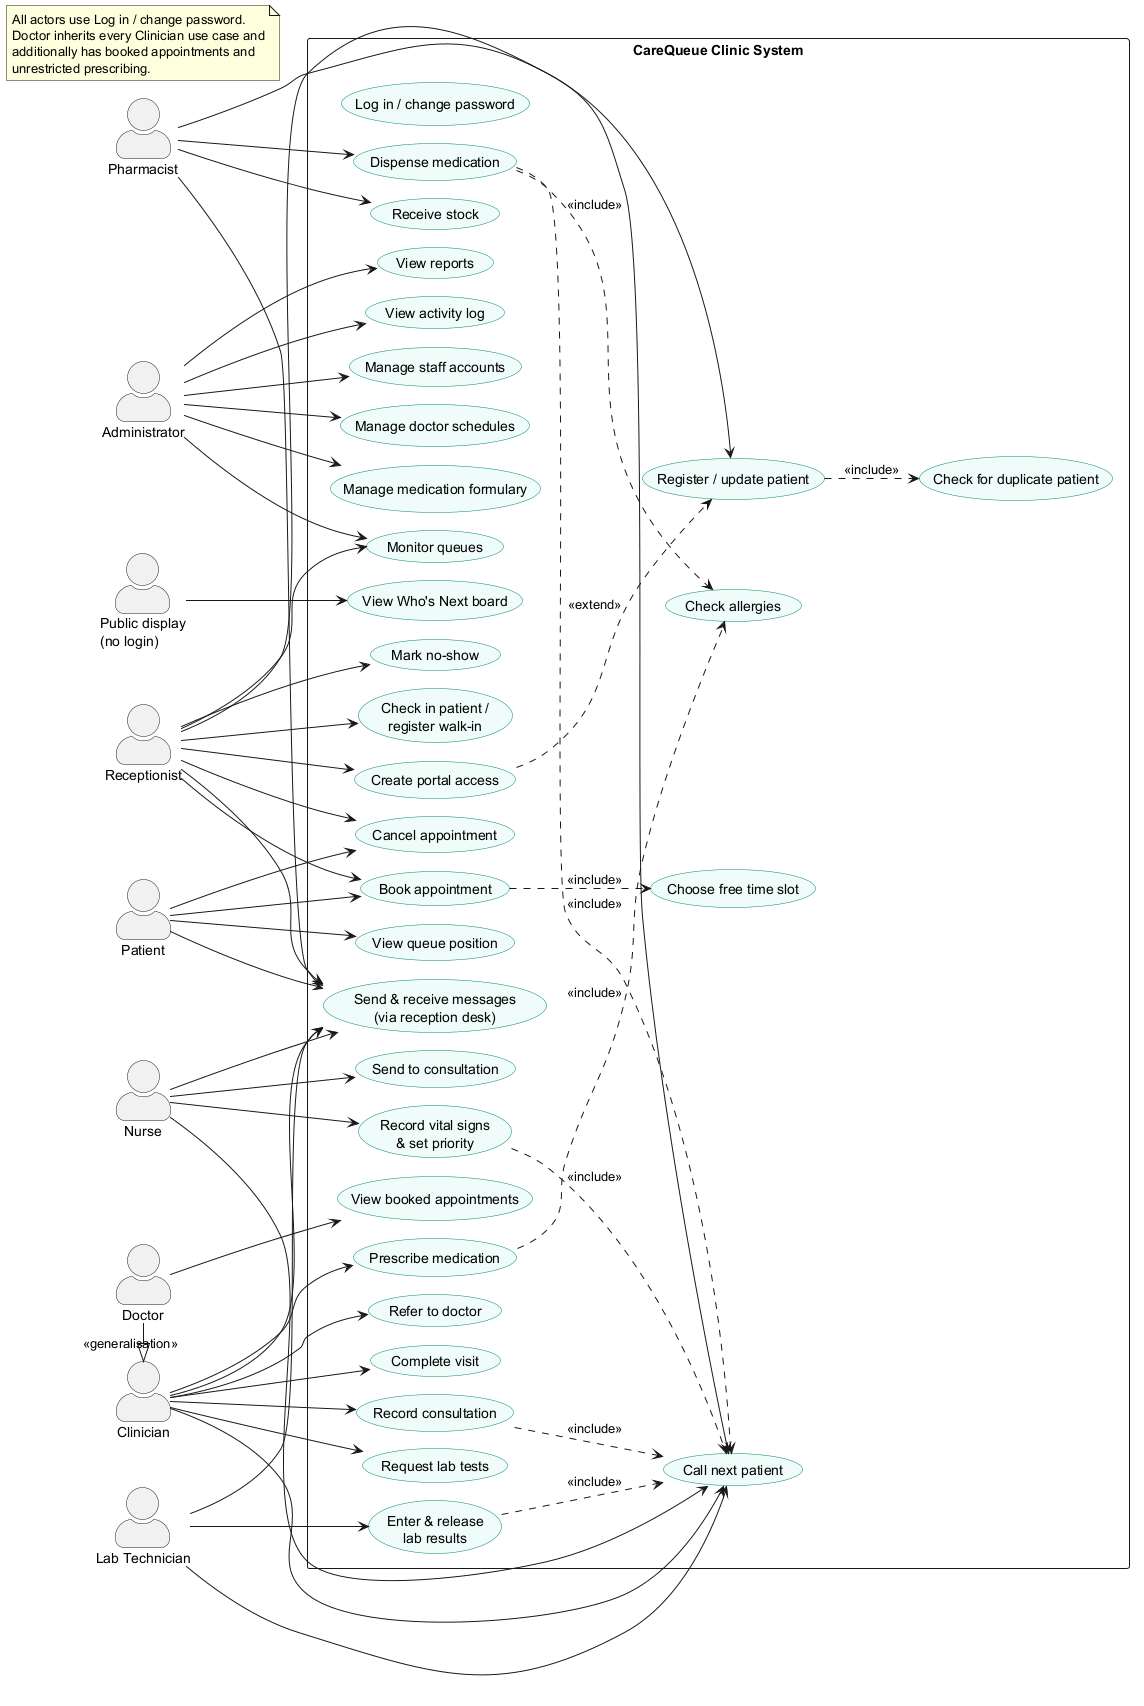 All actors use Log in / change password.
Doctor inherits every Clinician use case and
additionally has booked appointments and
unrestricted prescribing.
CareQueue Clinic System
Log in / change password
Pharmacist
Dispense medication
Receive stock
«include»
View reports
View activity log
Administrator
Manage staff accounts
Manage doctor schedules
Manage medication formulary
Register / update patient
«include»
Check for duplicate patient
Monitor queues
Public display
(no login)
View Who's Next board
«extend»
Check allergies
Receptionist
Mark no-show
Check in patient /
register walk-in
Create portal access
Cancel appointment
Patient
Book appointment
«include»
Choose free time slot
«include»
View queue position
Send & receive messages
(via reception desk)
«include»
Nurse
Send to consultation
Record vital signs
& set priority
«include»
View booked appointments
Doctor
Prescribe medication
«generalisation»
Refer to doctor
Clinician
Complete visit
Record consultation
«include»
Request lab tests
Call next patient
«include»
Lab Technician
Enter & release
lab results